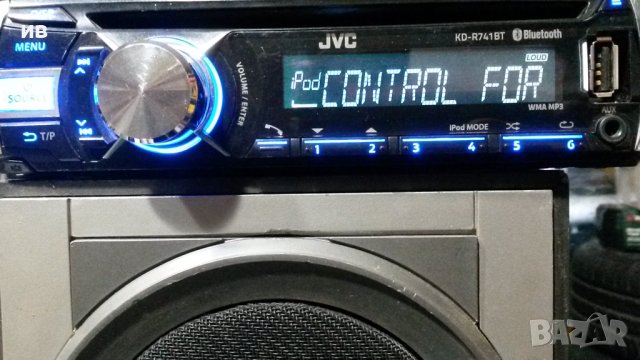 ИВ
MENU
JVC
KD-R741BT
Bluetooth
LOUD
iPod
CONTROL FOR
WMA MP3
VOLUME / ENTER
SOURCE
T/P
AUX
iPod MODE
1 2 3 4 5 6
BAZAR